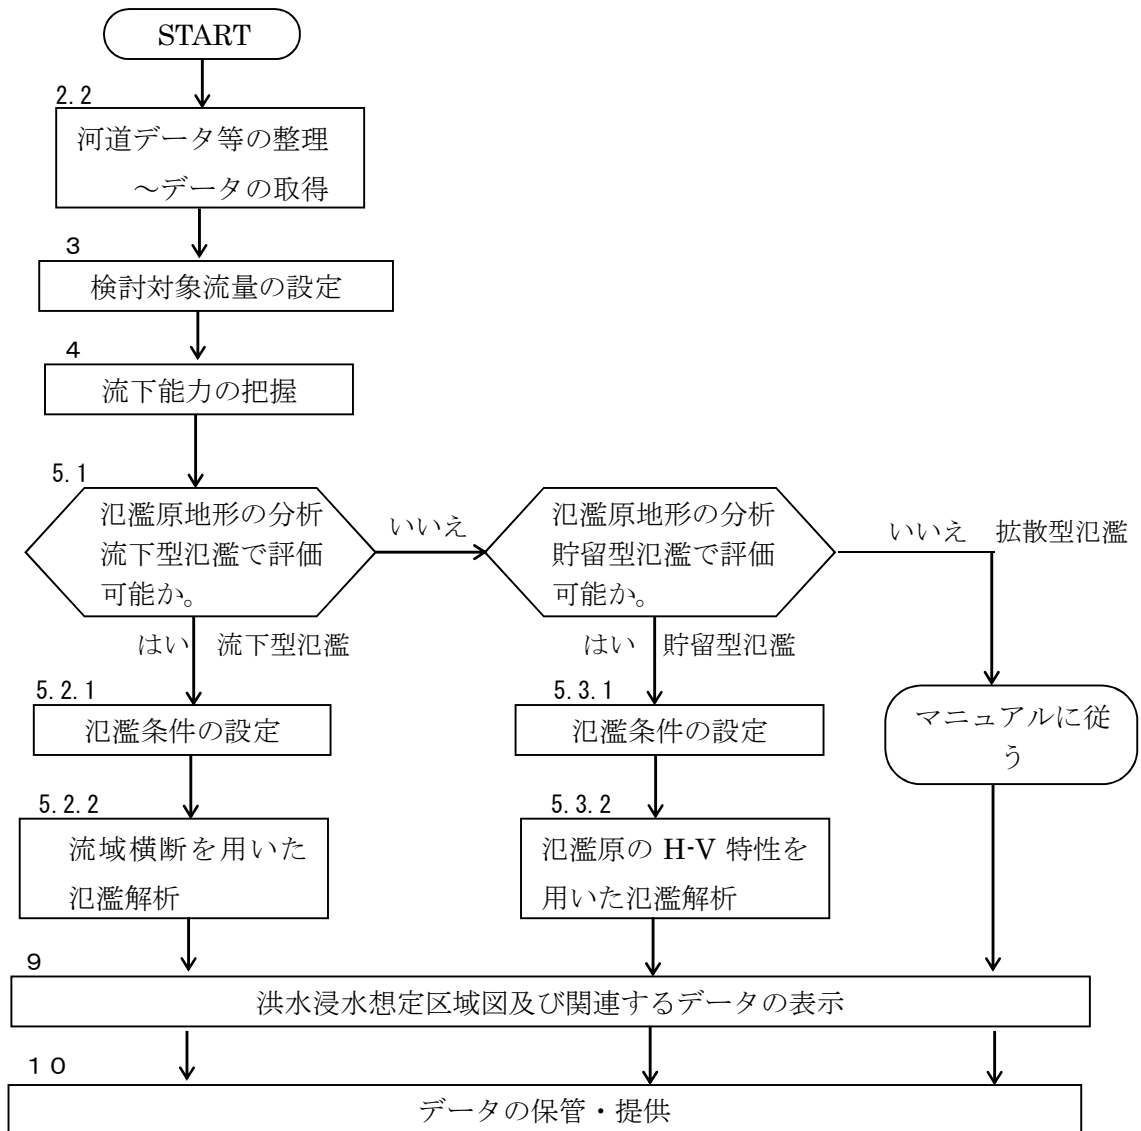 START
2.2
河道データ等の整理
～データの取得
3
検討対象流量の設定
4
流下能力の把握
5.1
氾濫原地形の分析
流下型氾濫で評価
可能か。
いいえ
氾濫原地形の分析
貯留型氾濫で評価
可能か。
いいえ 拡散型氾濫
はい 流下型氾濫
はい 貯留型氾濫
5.2.1
氾濫条件の設定
5.3.1
氾濫条件の設定
マニュアルに従
う
5.2.2
流域横断を用いた
氾濫解析
5.3.2
氾濫原の H-V 特性を
用いた氾濫解析
9
洪水浸水想定区域図及び関連するデータの表示
10
データの保管・提供